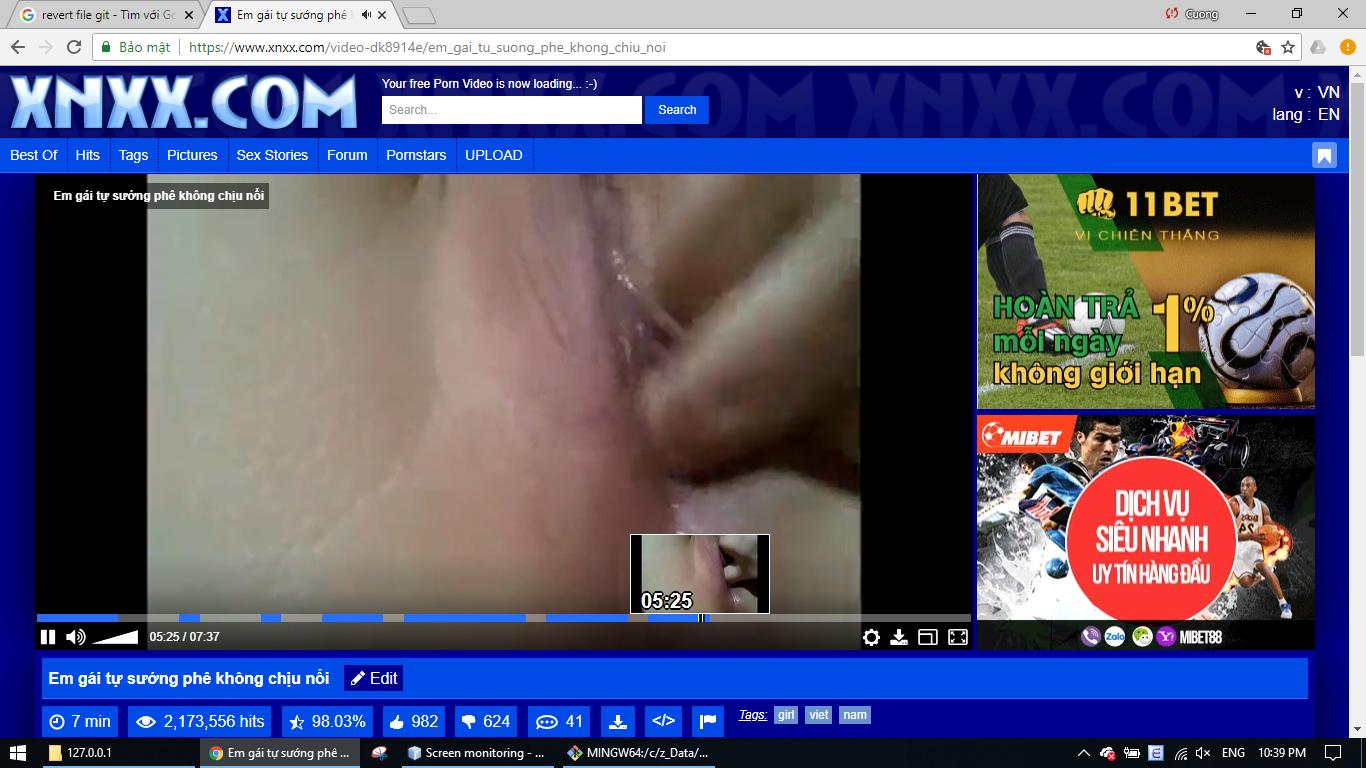 revert file git - Tìm với Go
Em gái tự sướng phê k
Cuong
Bảo mật
https://www.xnxx.com/video-dk8914e/em_gai_tu_suong_phe_khong_chiu_noi
XNXX.COM
Your free Porn Video is now loading... :-)
Search...
Search
v : VN
lang : EN
Best Of
Hits
Tags
Pictures
Sex Stories
Forum
Pornstars
UPLOAD
Em gái tự sướng phê không chịu nổi
11BET
VỊ CHIẾN THẮNG
HOÀN TRẢ 1%
mỗi ngày
không giới hạn
MIBET
DỊCH VỤ
SIÊU NHANH
UY TÍN HÀNG ĐẦU
Zalo
MIBET88
05:25
05:25 / 07:37
Em gái tự sướng phê không chịu nổi
Edit
7 min
2,173,556 hits
98.03%
982
624
41
Tags:
girl
viet
nam
127.0.0.1
Em gái tự sướng phê ...
Screen monitoring - ...
MINGW64:/c/z_Data/...
ENG
10:39 PM